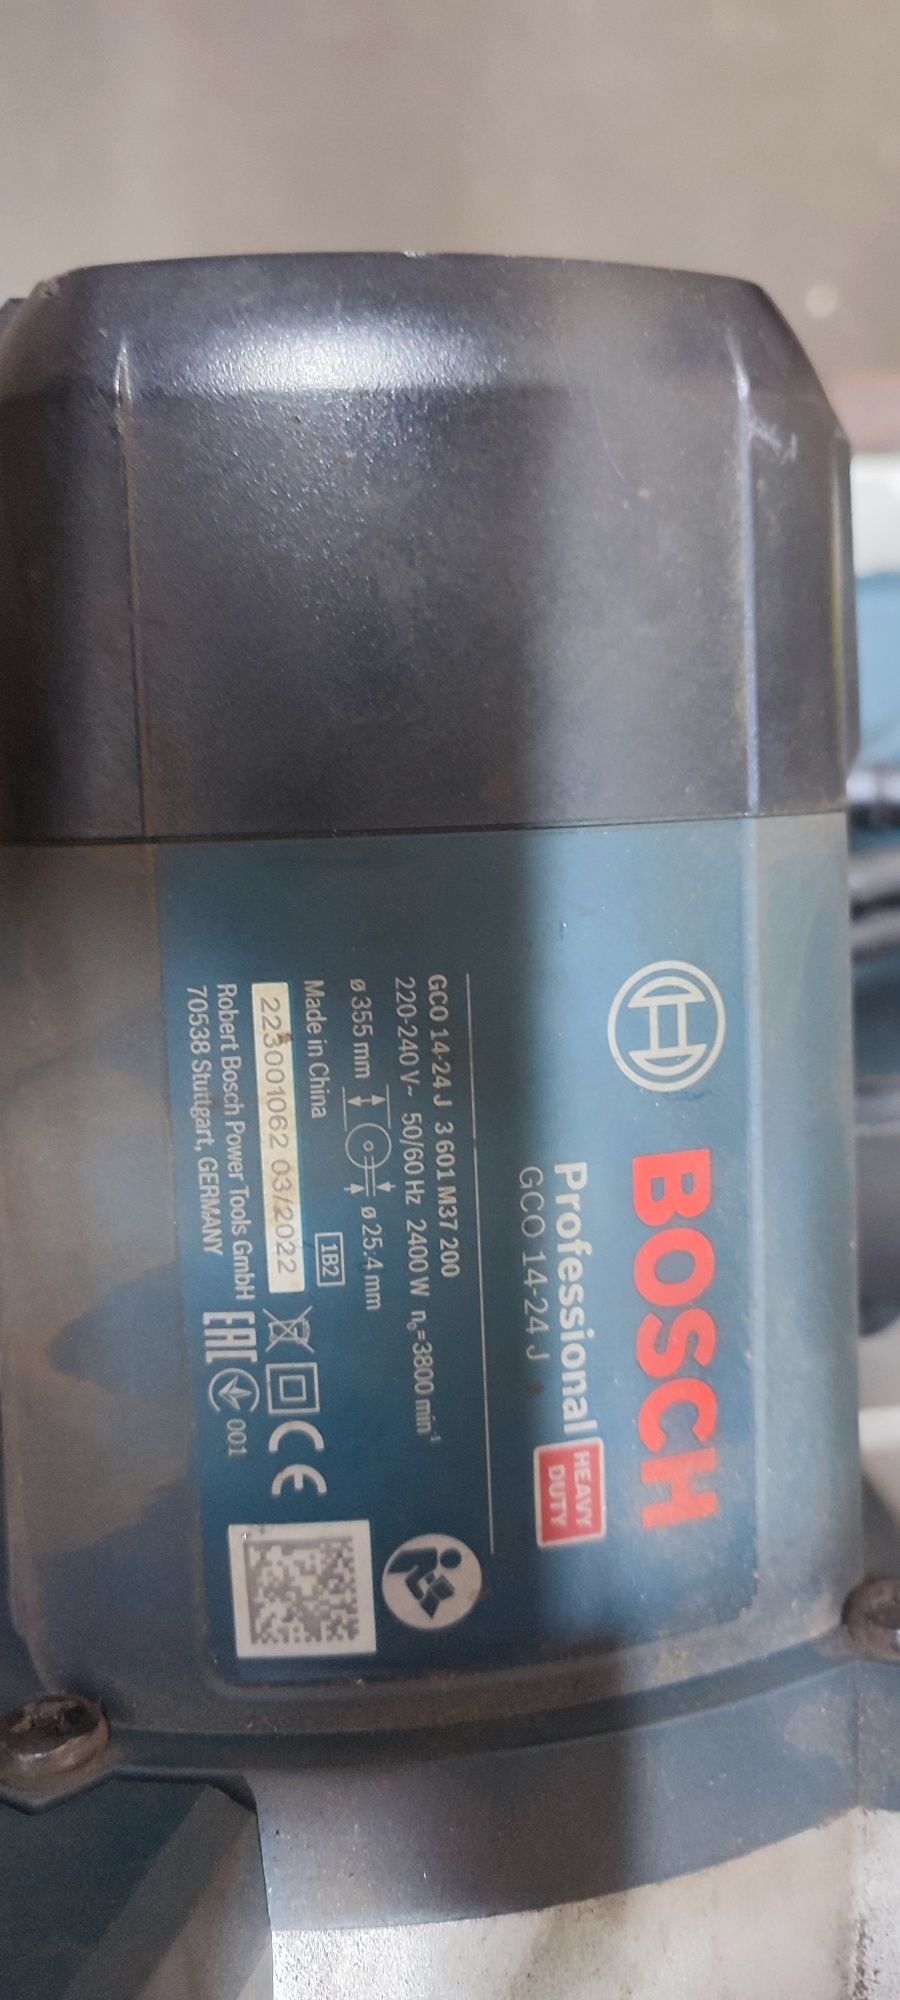 BOSCH
Professional HEAVY DUTY
GCO 14-24 J
GCO 14-24 J 3 601 M37 200
220-240 V~ 50/60 Hz 2400 W n₀=3800 min⁻¹
ø 355 mm ø 25.4 mm
Made in China 1B2
223001062 03/2022 CE
Robert Bosch Power Tools GmbH EAC
70538 Stuttgart, GERMANY 001